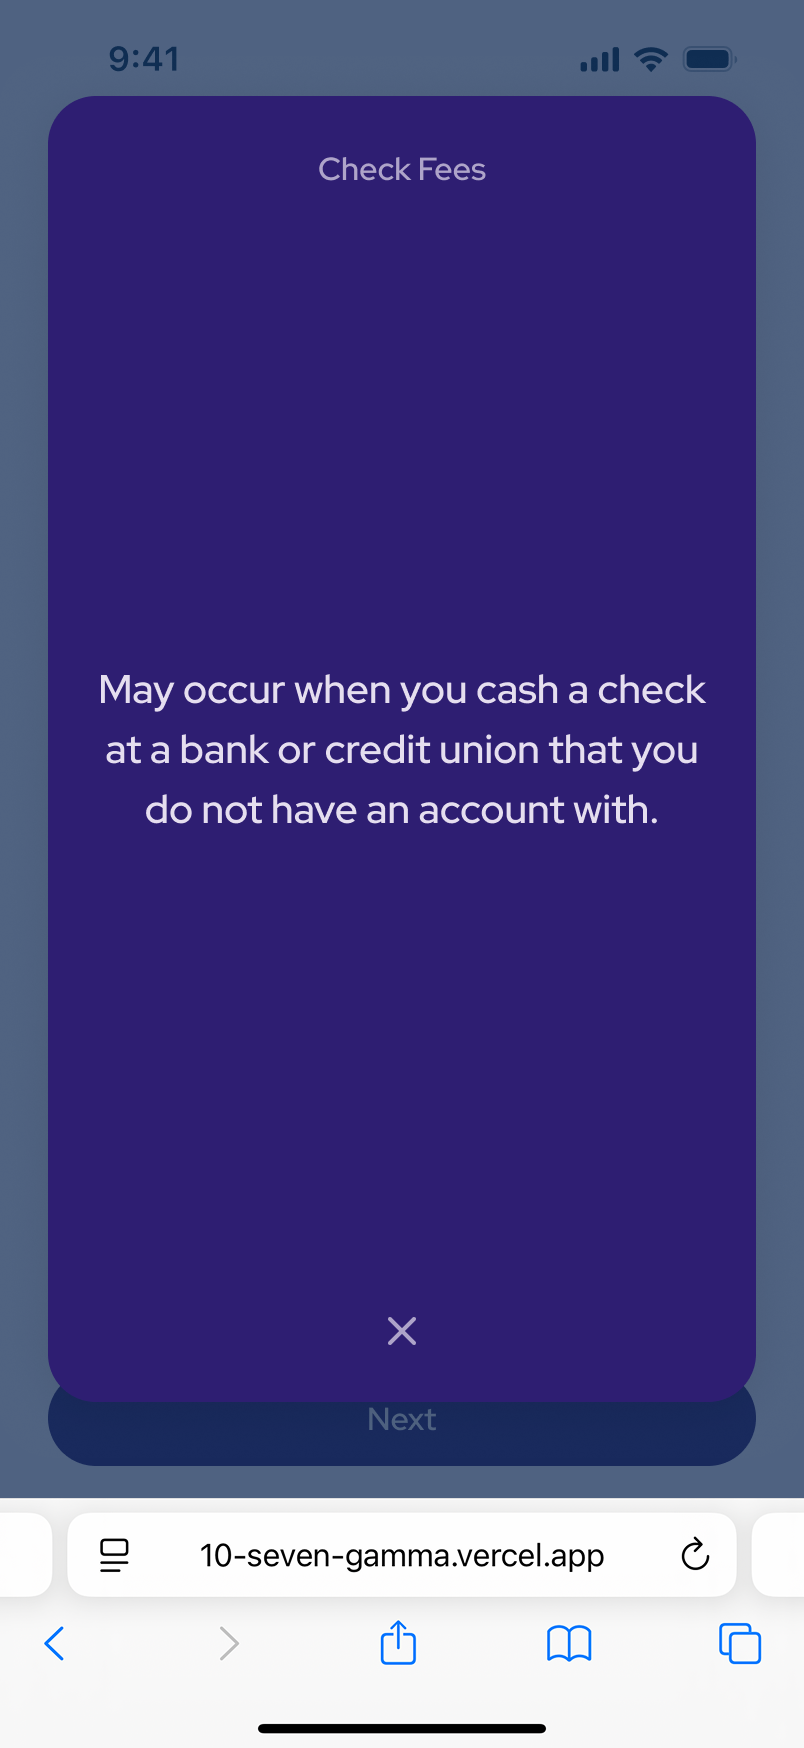 9:41
Check Fees
May occur when you cash a check
at a bank or credit union that you
do not have an account with.
Next
10-seven-gamma.vercel.app